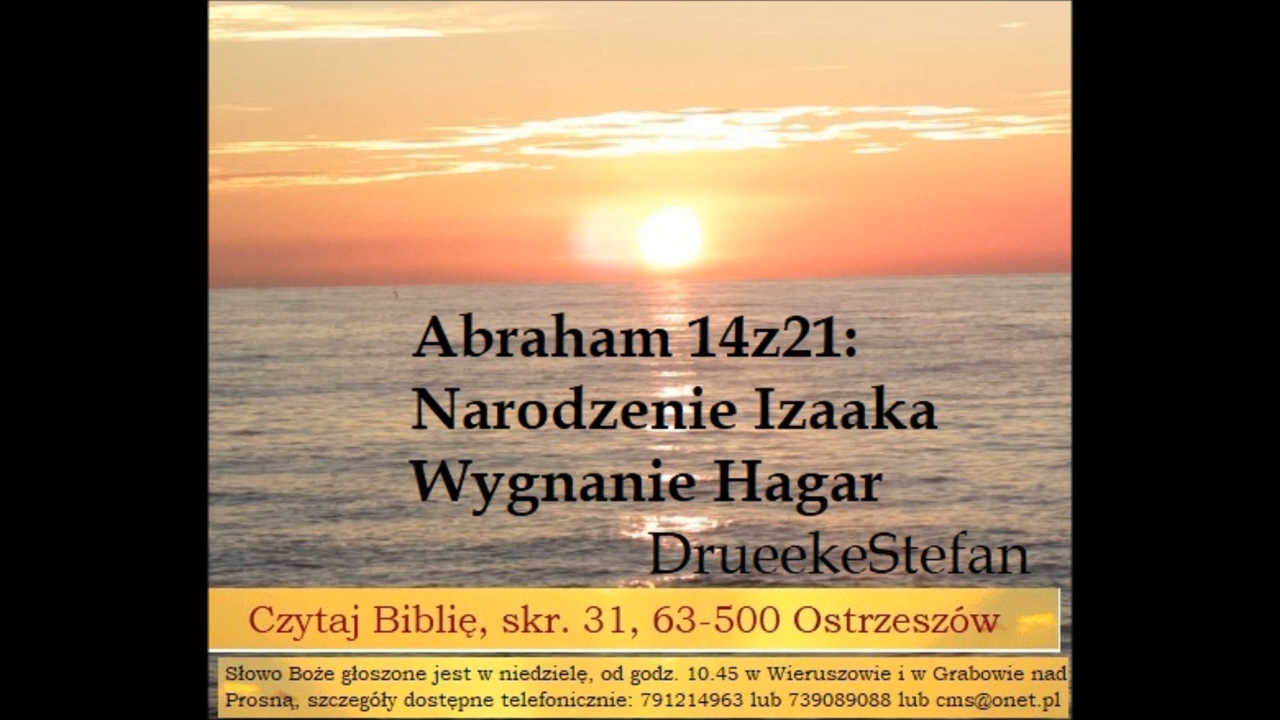 Abraham 14z21:
Narodzenie Izaaka
Wygnanie Hagar
DrueekeStefan
Czytaj Biblię, skr. 31, 63-500 Ostrzeszów
Słowo Boże głoszone jest w niedzielę, od godz. 10.45 w Wieruszowie i w Grabowie nad
Prosną, szczegóły dostępne telefonicznie: 791214963 lub 739089088 lub cms@onet.pl